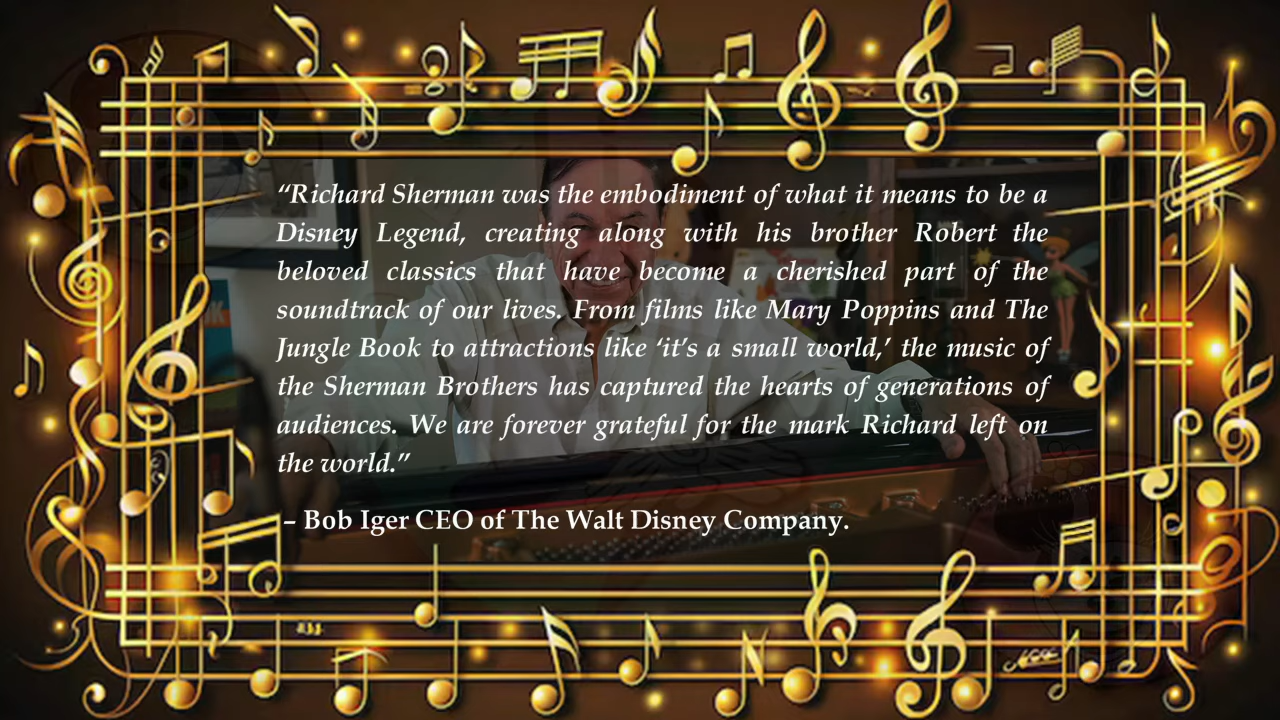 “Richard Sherman was the embodiment of what it means to be a
Disney Legend, creating along with his brother Robert the
beloved classics that have become a cherished part of the
soundtrack of our lives. From films like Mary Poppins and The
Jungle Book to attractions like ‘it’s a small world,’ the music of
the Sherman Brothers has captured the hearts of generations of
audiences. We are forever grateful for the mark Richard left on
the world.”
– Bob Iger CEO of The Walt Disney Company.